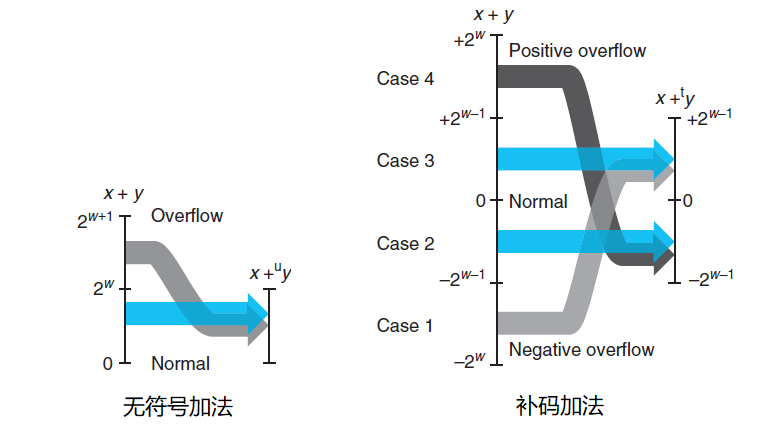 x + y
2^{w+1}
Overflow
x +^u y
2^w
0
Normal
无符号加法
x + y
+2^w
Positive overflow
Case 4
x +^t y
+2^{w–1}
+2^{w–1}
Case 3
0
Normal
0
Case 2
–2^{w–1}
–2^{w–1}
Case 1
–2^w
Negative overflow
补码加法